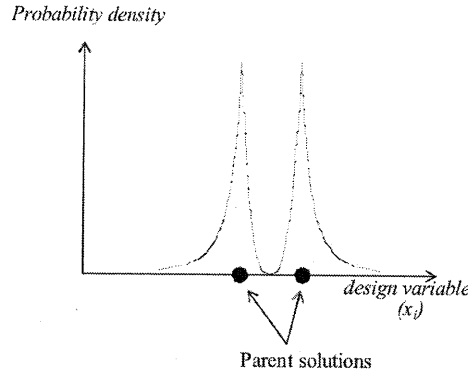 Probability density
design variable
(xᵢ)
Parent solutions